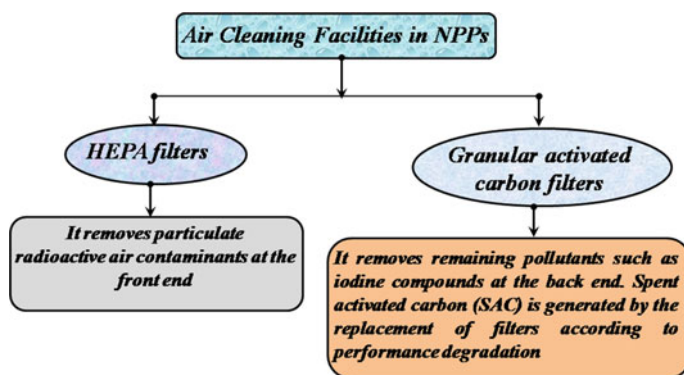 Air Cleaning Facilities in NPPs
HEPA filters
Granular activated
carbon filters
It removes particulate
radioactive air contaminants at the
front end
It removes remaining pollutants such as
iodine compounds at the back end. Spent
activated carbon (SAC) is generated by the
replacement of filters according to
performance degradation